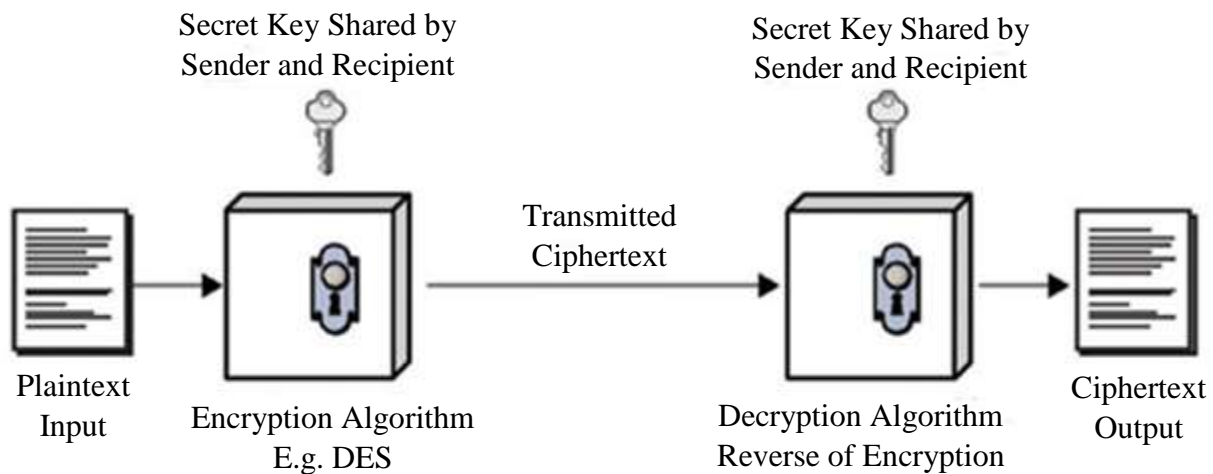 Secret Key Shared by
Sender and Recipient
Secret Key Shared by
Sender and Recipient
Transmitted
Ciphertext
Plaintext
Input
Encryption Algorithm
E.g. DES
Decryption Algorithm
Reverse of Encryption
Ciphertext
Output